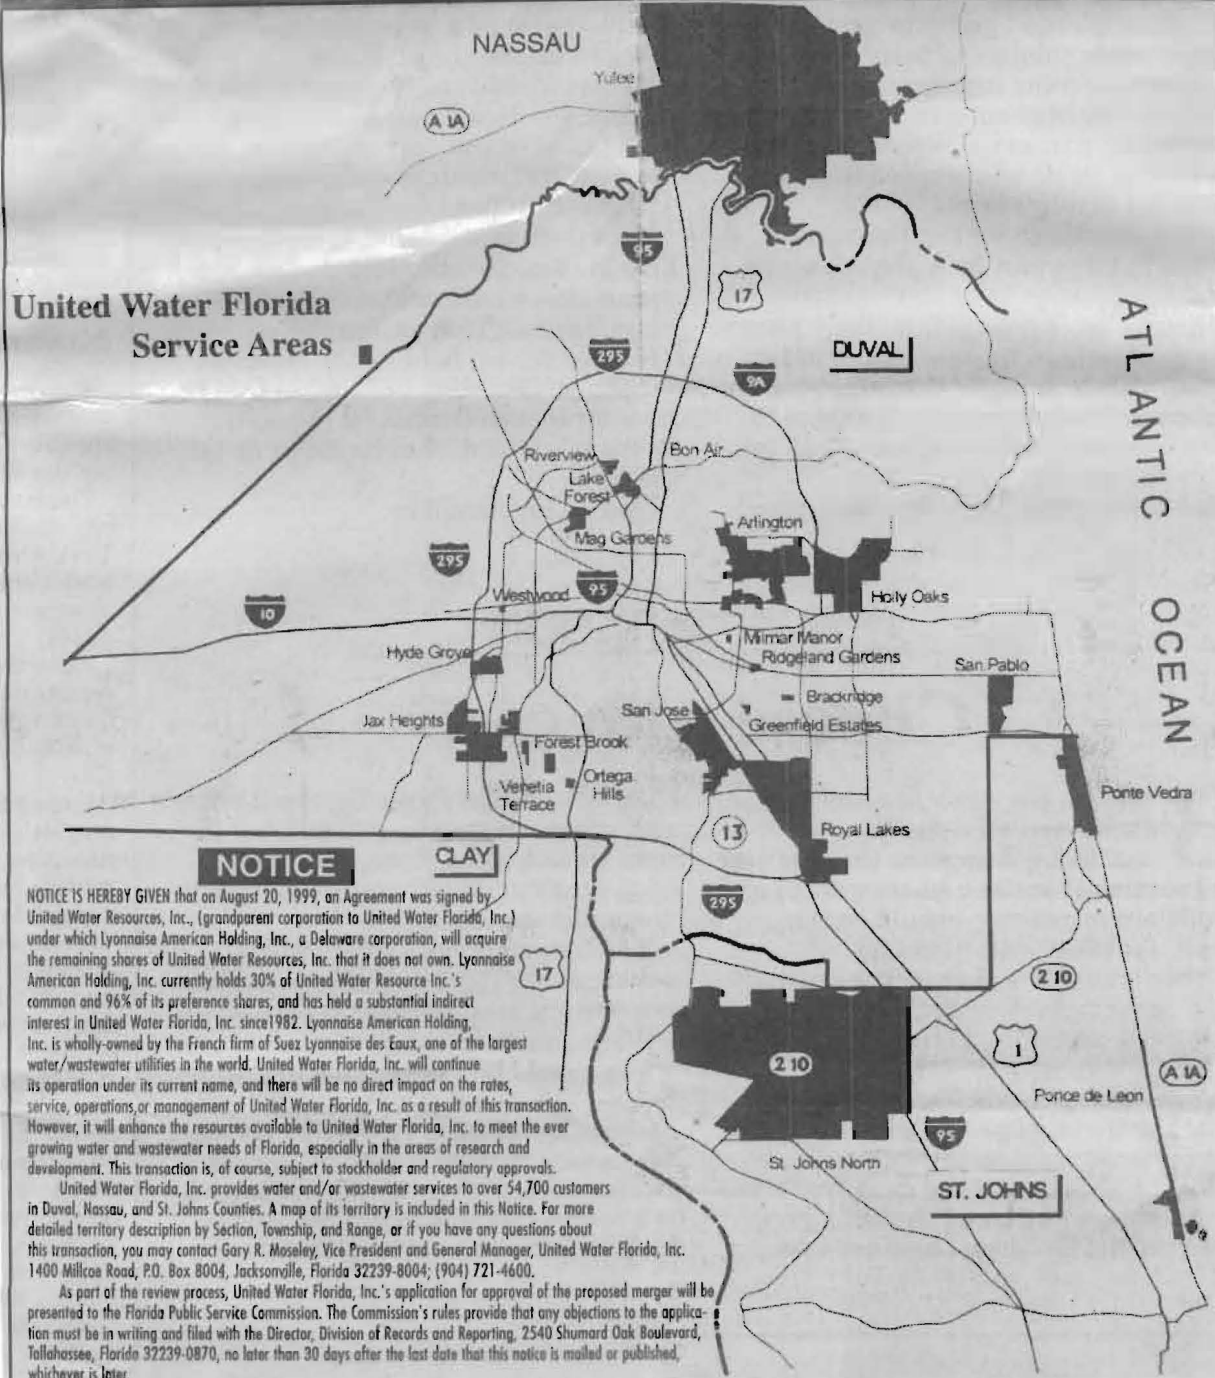 NASSAU
Yulee
A 1A
95
17
United Water Florida
Service Areas
295
DUVAL
9A
ATLANTIC
OCEAN
Riverview
Bon Air
Lake
Forest
Arlington
Mag Gardens
295
95
Westwood
10
Holly Oaks
Milmar Manor
Hyde Grove
Ridgeland Gardens
San Pablo
Brackridge
San Jose
Jax Heights
Greenfield Estates
Forest Brook
Ortega
Hills
Venetia
Terrace
Ponte Vedra
13
Royal Lakes
CLAY
295
17
2 10
2 10
1
A 1A
Ponce de Leon
95
St Johns North
ST. JOHNS
NOTICE
NOTICE IS HEREBY GIVEN that on August 20, 1999, an Agreement was signed by
United Water Resources, Inc., (grandparent corporation to United Water Florida, Inc.)
under which Lyonnaise American Holding, Inc., a Delaware corporation, will acquire
the remaining shares of United Water Resources, Inc. that it does not own. Lyonnaise
American Holding, Inc. currently holds 30% of United Water Resource Inc.'s
common and 96% of its preference shares, and has held a substantial indirect
interest in United Water Florida, Inc. since1982. Lyonnaise American Holding,
Inc. is wholly-owned by the French firm of Suez Lyonnaise des Eaux, one of the largest
water/wastewater utilities in the world. United Water Florida, Inc. will continue
its operation under its current name, and there will be no direct impact on the rates,
service, operations,or management of United Water Florida, Inc. as a result of this transaction.
However, it will enhance the resources available to United Water Florida, Inc. to meet the ever
growing water and wastewater needs of Florida, especially in the areas of research and
development. This transaction is, of course, subject to stockholder and regulatory approvals.
United Water Florida, Inc. provides water and/or wastewater services to over 54,700 customers
in Duval, Nassau, and St. Johns Counties. A map of its territory is included in this Notice. For more
detailed territory description by Section, Township, and Range, or if you have any questions about
this transaction, you may contact Gary R. Moseley, Vice President and General Manager, United Water Florida, Inc.
1400 Millcoe Road, P.O. Box 8004, Jacksonville, Florida 32239-8004; (904) 721-4600.
As part of the review process, United Water Florida, Inc.'s application for approval of the proposed merger will be
presented to the Florida Public Service Commission. The Commission's rules provide that any objections to the applica-
tion must be in writing and filed with the Director, Division of Records and Reporting, 2540 Shumard Oak Boulevard,
Tallahassee, Florida 32239-0870, no later than 30 days after the last date that this notice is mailed or published,
whichever is later